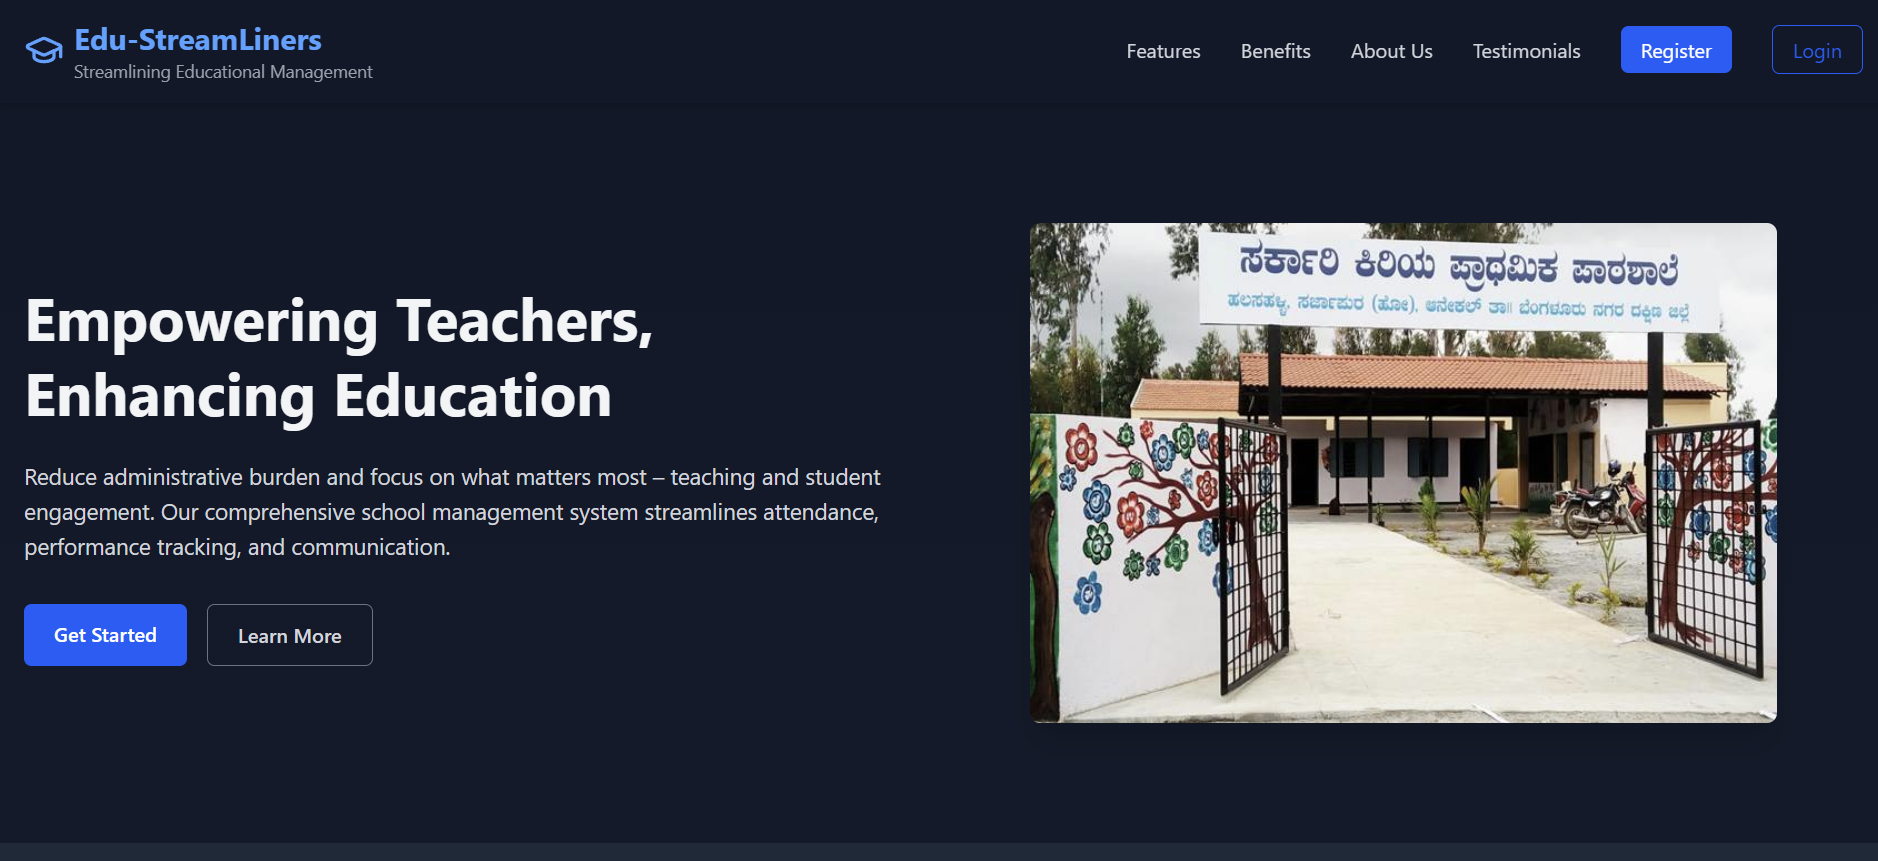 Edu-StreamLiners
Streamlining Educational Management
Features
Benefits
About Us
Testimonials
Register
Login
ಸರ್ಕಾರಿ ಕಿರಿಯ ಪ್ರಾಥಮಿಕ ಪಾಠಶಾಲೆ
ಹಲಸಹಳ್ಳಿ, ಸರ್ಜಾಪುರ (ಹೋ), ಆನೇಕಲ್ ತಾ॥ ಬೆಂಗಳೂರು ನಗರ ದಕ್ಷಿಣ ಜಿಲ್ಲೆ
Empowering Teachers,
Enhancing Education
Reduce administrative burden and focus on what matters most – teaching and student
engagement. Our comprehensive school management system streamlines attendance,
performance tracking, and communication.
Get Started
Learn More